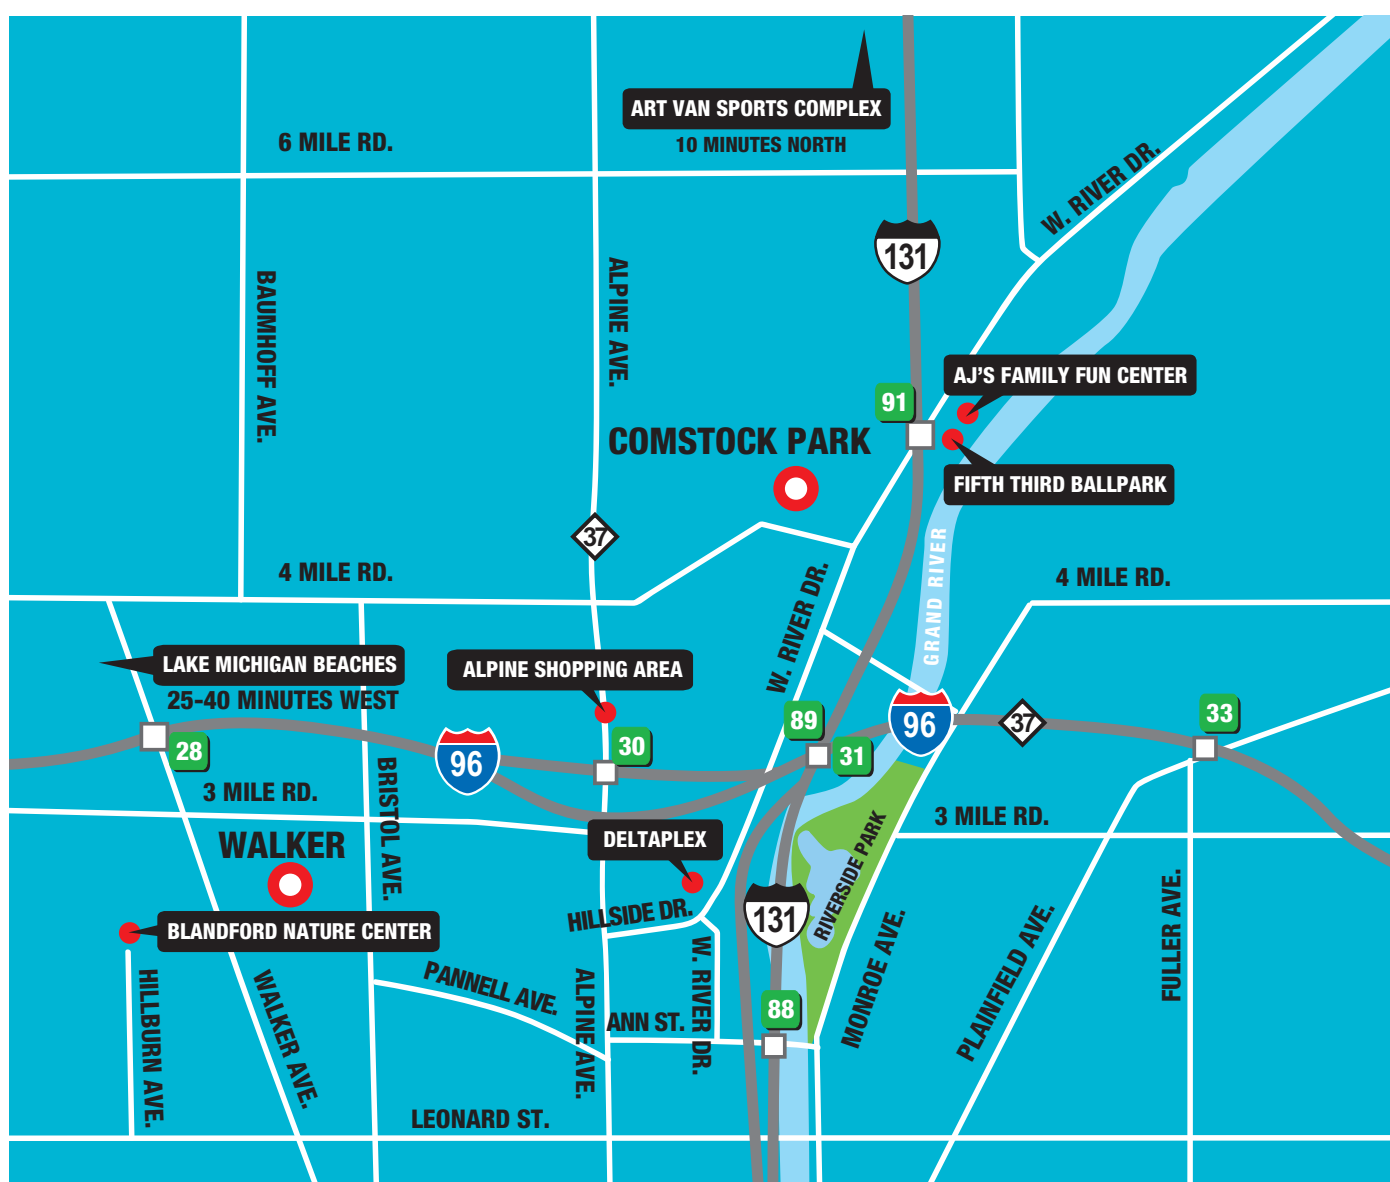 ART VAN SPORTS COMPLEX
10 MINUTES NORTH
6 MILE RD.
W. RIVER DR.
131
BAUMHOFF AVE.
ALPINE AVE.
AJ'S FAMILY FUN CENTER
91
COMSTOCK PARK
FIFTH THIRD BALLPARK
37
GRAND RIVER
4 MILE RD.
4 MILE RD.
W. RIVER DR.
LAKE MICHIGAN BEACHES
25-40 MINUTES WEST
ALPINE SHOPPING AREA
28
96
30
89
31
96
37
33
3 MILE RD.
BRISTOL AVE.
3 MILE RD.
WALKER
DELTAPLEX
RIVERSIDE PARK
BLANDFORD NATURE CENTER
HILLSIDE DR.
131
MONROE AVE.
PLAINFIELD AVE.
FULLER AVE.
HILLBURN AVE.
WALKER AVE.
PANNELL AVE.
ALPINE AVE.
ANN ST.
W. RIVER DR.
88
LEONARD ST.